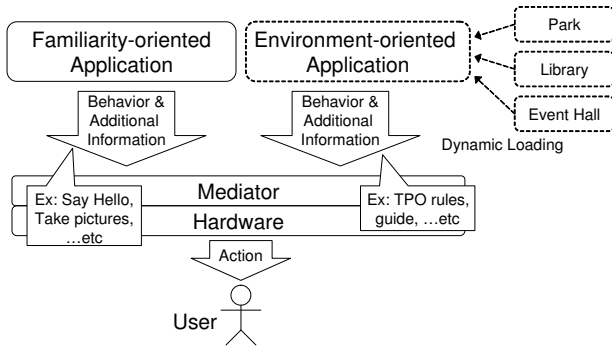 Familiarity-oriented
Application
Environment-oriented
Application
Park
Library
Event Hall
Dynamic Loading
Behavior &
Additional
Information
Behavior &
Additional
Information
Ex: Say Hello,
Take pictures,
…etc
Mediator
Hardware
Ex: TPO rules,
guide, …etc
Action
User